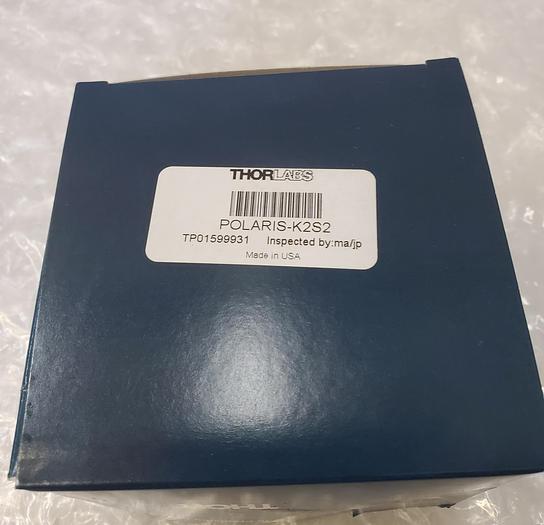 THORLABS
POLARIS-K2S2
TP01599931 Inspected by:ma/jp
Made in USA